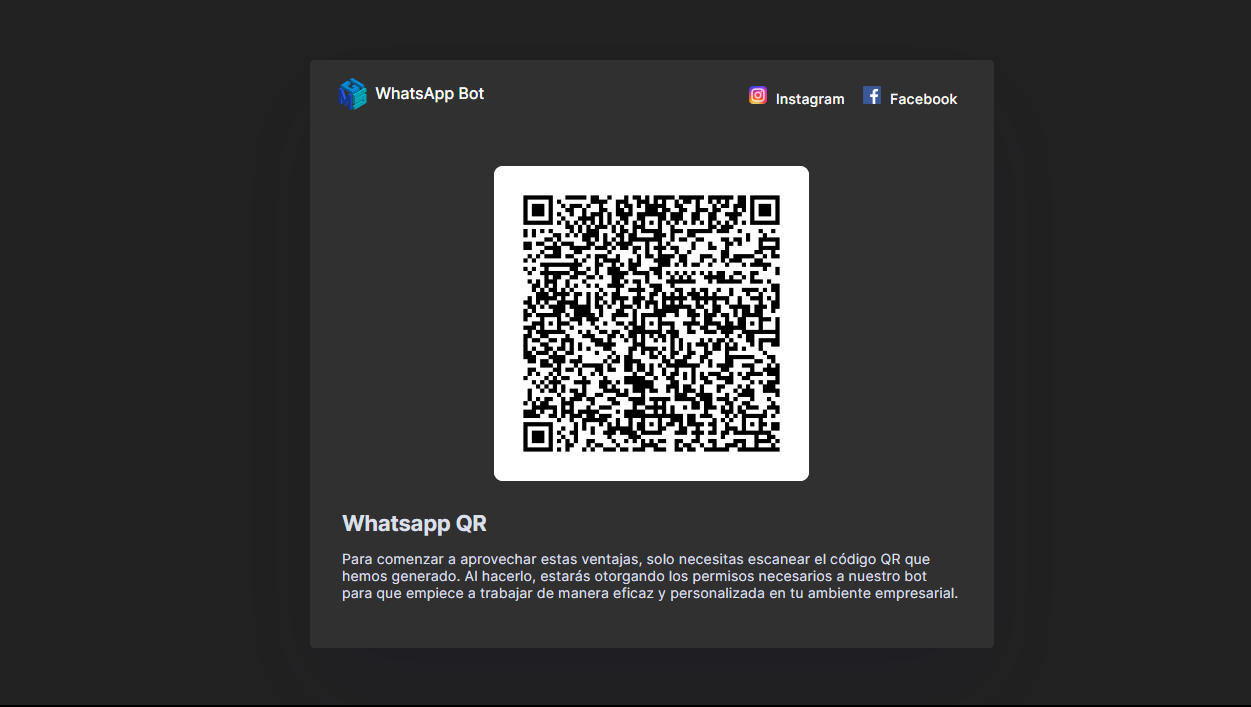 WhatsApp Bot
Instagram
Facebook
Whatsapp QR
Para comenzar a aprovechar estas ventajas, solo necesitas escanear el código QR que
hemos generado. Al hacerlo, estarás otorgando los permisos necesarios a nuestro bot
para que empiece a trabajar de manera eficaz y personalizada en tu ambiente empresarial.